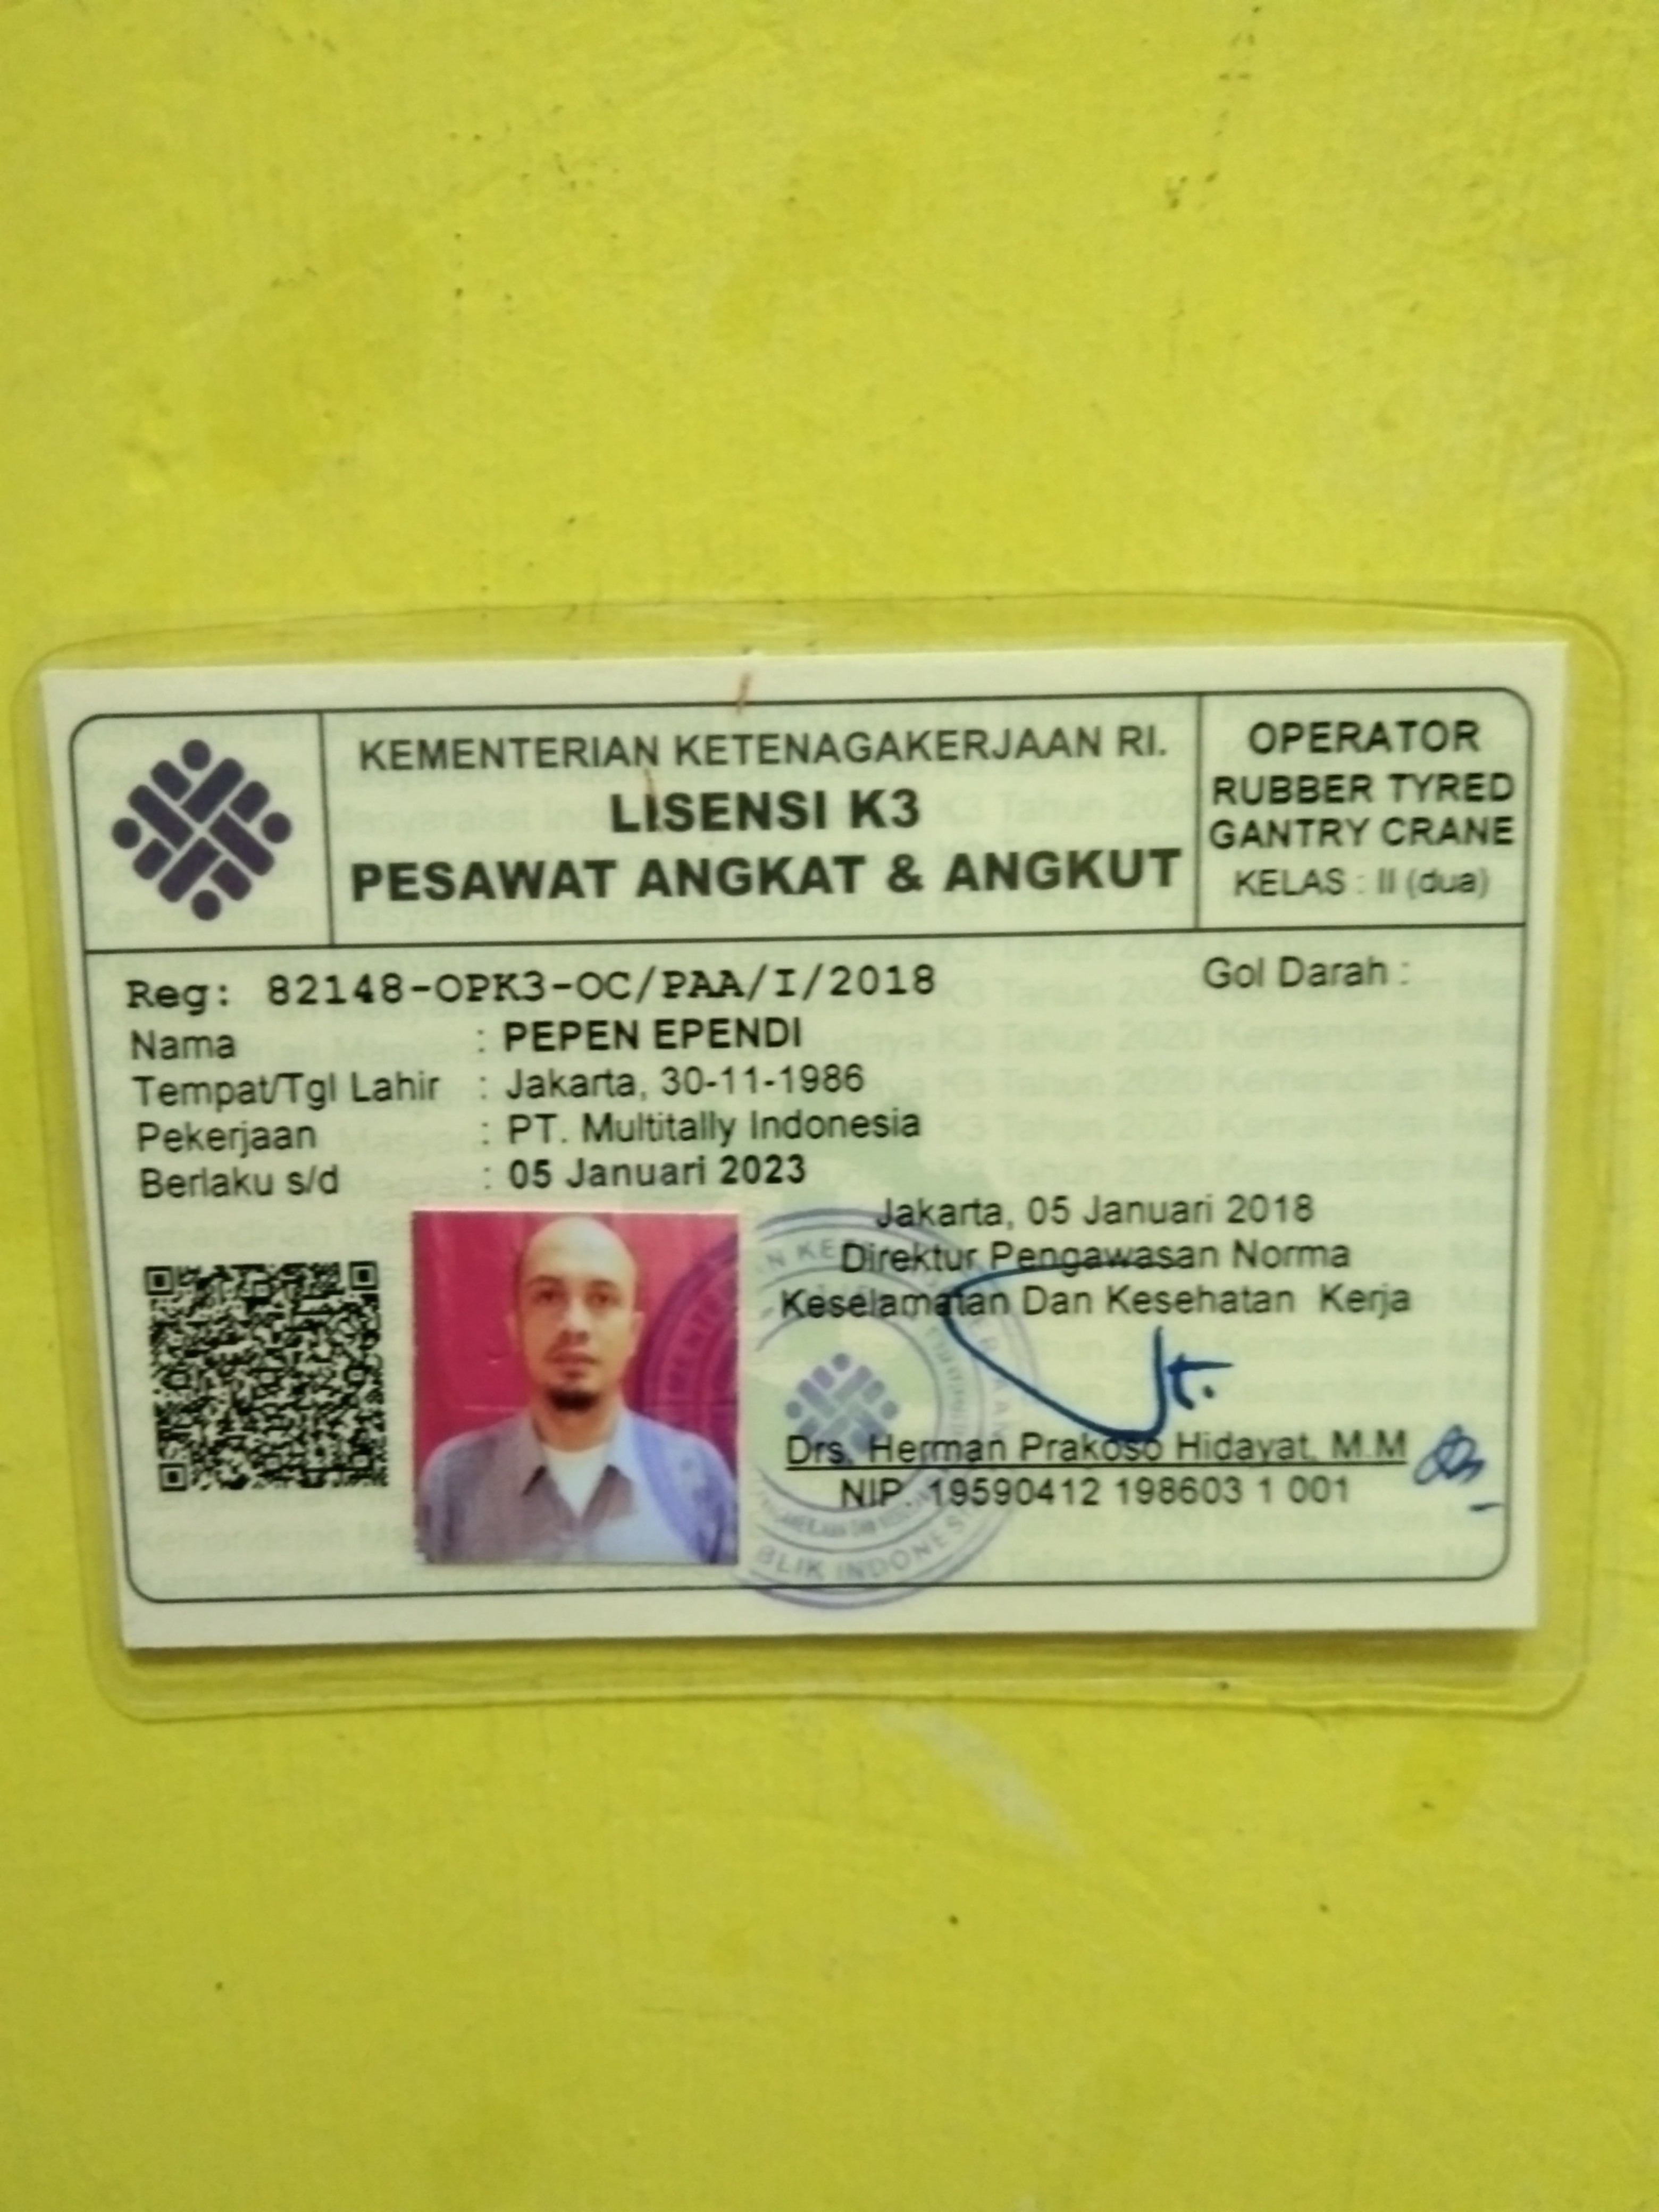 KEMENTERIAN KETENAGAKERJAAN RI.
LISENSI K3
PESAWAT ANGKAT & ANGKUT
OPERATOR
RUBBER TYRED
GANTRY CRANE
KELAS : II (dua)
Reg: 82148-OPK3-OC/PAA/I/2018
Gol Darah :
Nama : PEPEN EPENDI
Tempat/Tgl Lahir : Jakarta, 30-11-1986
Pekerjaan : PT. Multitally Indonesia
Berlaku s/d : 05 Januari 2023
Jakarta, 05 Januari 2018
Direktur Pengawasan Norma
Keselamatan Dan Kesehatan Kerja
Drs. Herman Prakoso Hidayat, M.M
NIP. 19590412 198603 1 001